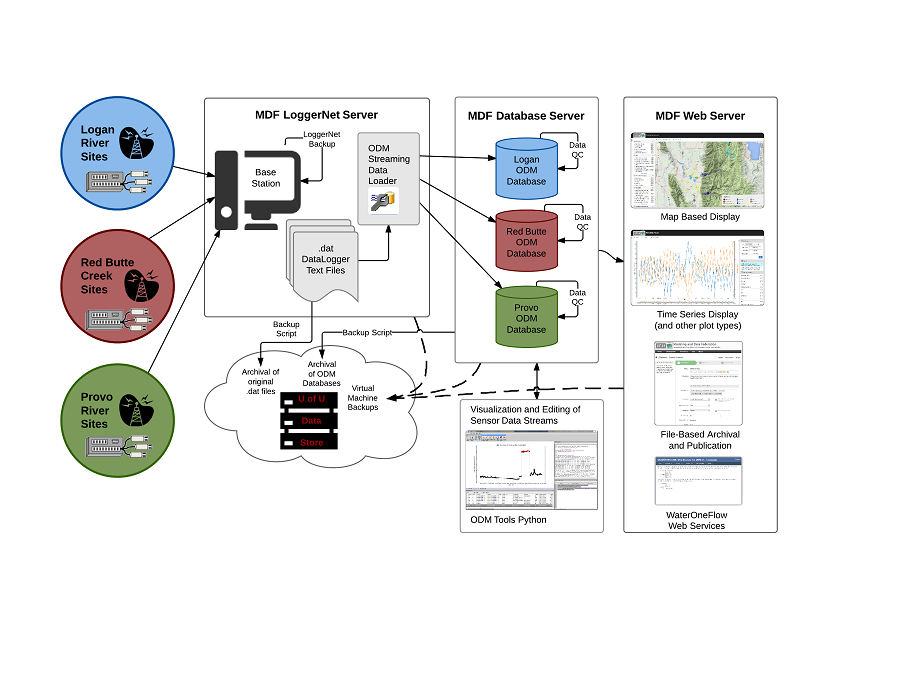 Logan
River
Sites
Red Butte
Creek
Sites
Provo
River
Sites
MDF LoggerNet Server
LoggerNet
Backup
Base
Station
ODM
Streaming
Data
Loader
.dat
DataLogger
Text Files
MDF Database Server
Logan
ODM
Database
Data
QC
Red Butte
ODM
Database
Data
QC
Provo
ODM
Database
Data
QC
MDF Web Server
Map Based Display
Time Series Display
(and other plot types)
File-Based Archival
and Publication
WaterOneFlow
Web Services
Backup
Script
Backup Script
Archival of
original
.dat files
Archival
of ODM
Databases
Virtual
Machine
Backups
U of U
Data
Store
Visualization and Editing of
Sensor Data Streams
ODM Tools Python